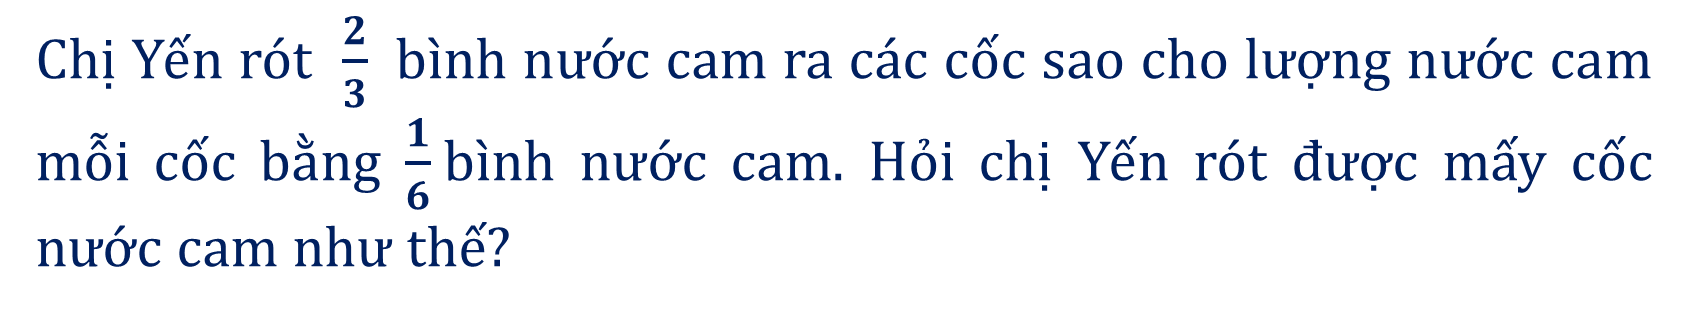 Chị Yến rót 2/3 bình nước cam ra các cốc sao cho lượng nước cam
mỗi cốc bằng 1/6 bình nước cam. Hỏi chị Yến rót được mấy cốc
nước cam như thế?